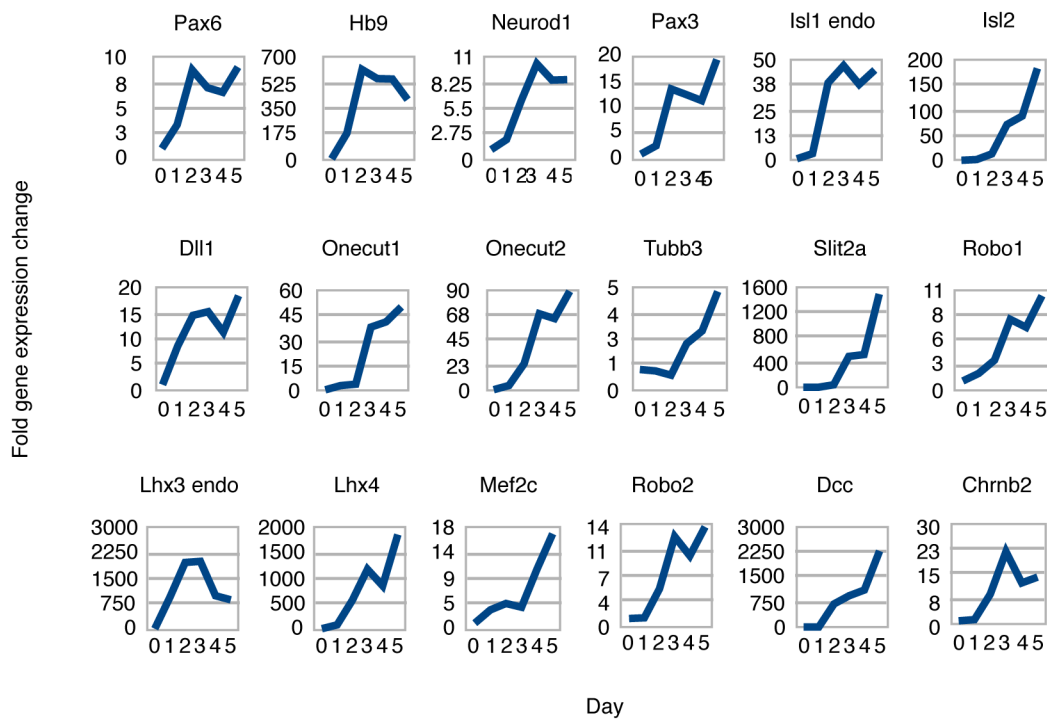 Pax6 Hb9 Neurod1 Pax3 Isl1 endo Isl2
10 8 5 3 0
0 1 2 3 4 5
700 525 350 175 0
0 1 2 3 4 5
11 8.25 5.5 2.75 0
0 1 2 3 4 5
20 15 10 5 0
0 1 2 3 4 5
50 38 25 13 0
0 1 2 3 4 5
200 150 100 50 0
0 1 2 3 4 5
Fold gene expression change
Dll1 Onecut1 Onecut2 Tubb3 Slit2a Robo1
20 15 10 5 0
0 1 2 3 4 5
60 45 30 15 0
0 1 2 3 4 5
90 68 45 23 0
0 1 2 3 4 5
5 4 3 1 0
0 1 2 3 4 5
1600 1200 800 400 0
0 1 2 3 4 5
11 8 6 3 0
0 1 2 3 4 5
Lhx3 endo Lhx4 Mef2c Robo2 Dcc Chrnb2
3000 2250 1500 750 0
0 1 2 3 4 5
2000 1500 1000 500 0
0 1 2 3 4 5
18 14 9 5 0
0 1 2 3 4 5
14 11 7 4 0
0 1 2 3 4 5
3000 2250 1500 750 0
0 1 2 3 4 5
30 23 15 8 0
0 1 2 3 4 5
Day